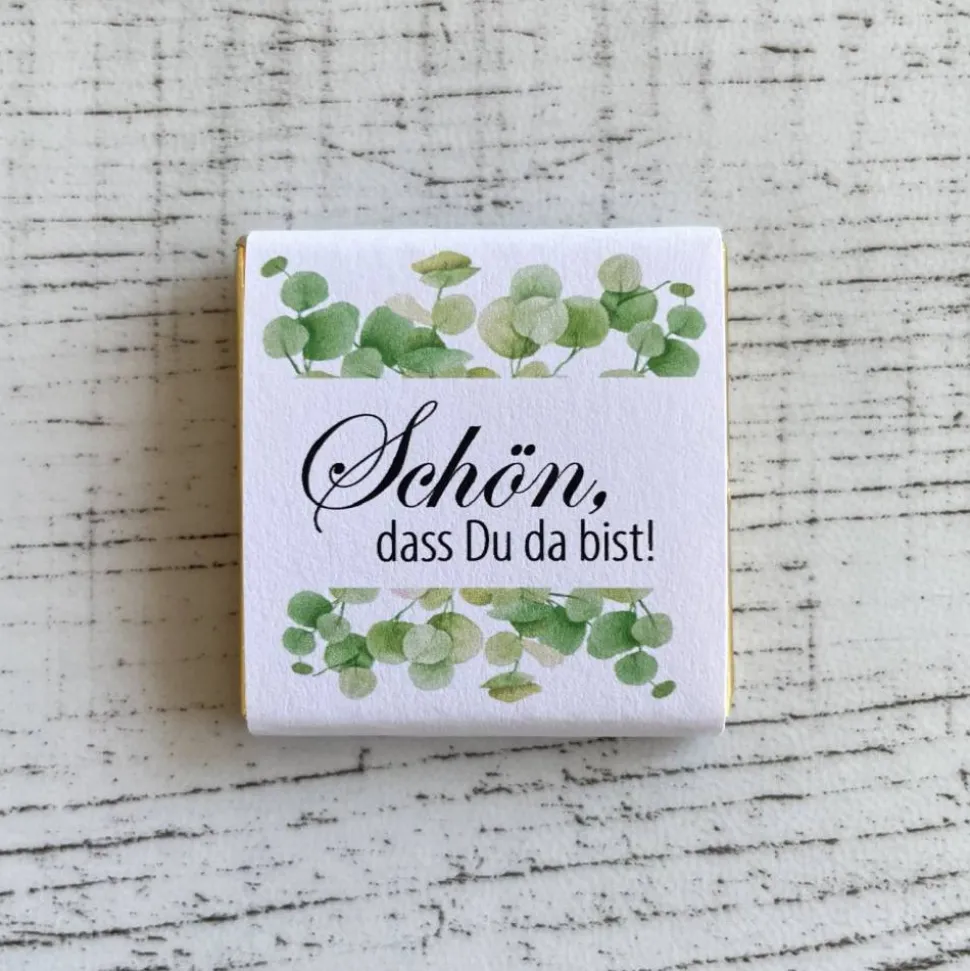 Schön,
dass Du da bist!